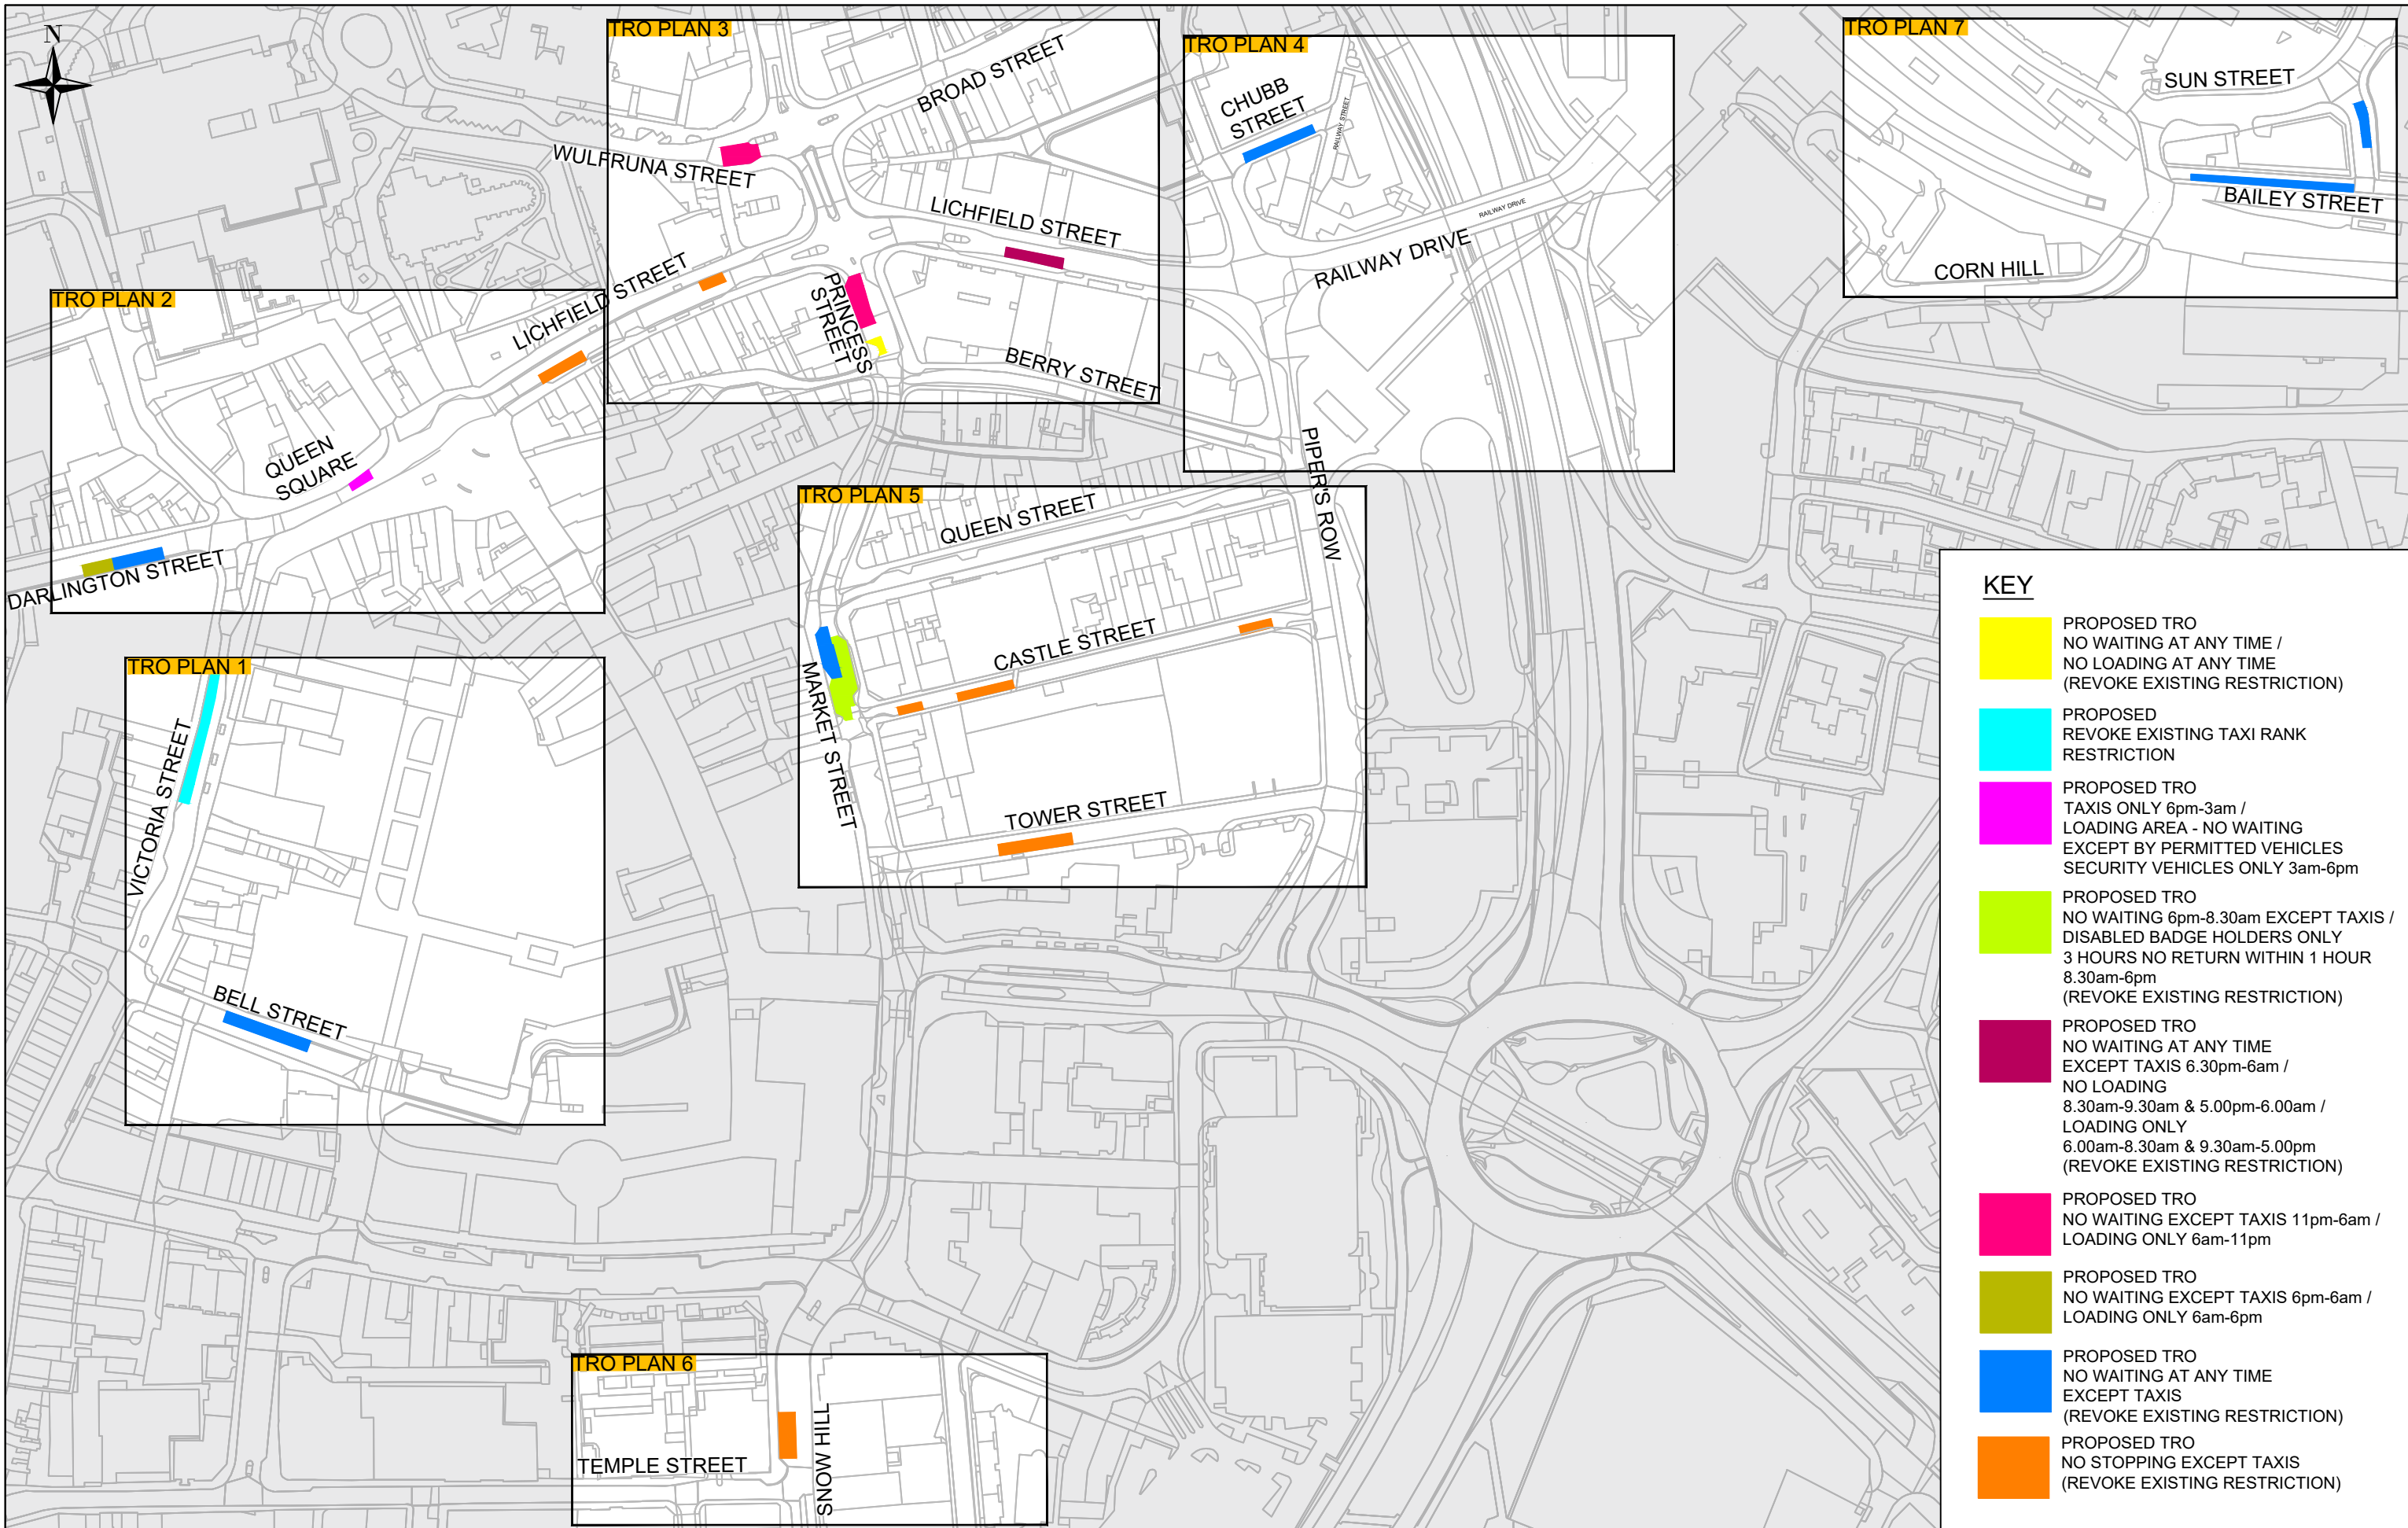 N
TRO PLAN 3
BROAD STREET
WULFRUNA STREET
LICHFIELD STREET
LICHFIELD STREET
PRINCESS
STREET
BERRY STREET
TRO PLAN 4
CHUBB
STREET
RAILWAY STREET
RAILWAY DRIVE
RAILWAY DRIVE
PIPER'S ROW
TRO PLAN 7
SUN STREET
BAILEY STREET
CORN HILL
TRO PLAN 2
QUEEN
SQUARE
DARLINGTON STREET
TRO PLAN 5
QUEEN STREET
CASTLE STREET
MARKET STREET
TOWER STREET
TRO PLAN 1
VICTORIA STREET
BELL STREET
TRO PLAN 6
TEMPLE STREET
SNOW HILL
KEY
PROPOSED TRO
NO WAITING AT ANY TIME /
NO LOADING AT ANY TIME
(REVOKE EXISTING RESTRICTION)
PROPOSED
REVOKE EXISTING TAXI RANK
RESTRICTION
PROPOSED TRO
TAXIS ONLY 6pm-3am /
LOADING AREA - NO WAITING
EXCEPT BY PERMITTED VEHICLES
SECURITY VEHICLES ONLY 3am-6pm
PROPOSED TRO
NO WAITING 6pm-8.30am EXCEPT TAXIS /
DISABLED BADGE HOLDERS ONLY
3 HOURS NO RETURN WITHIN 1 HOUR
8.30am-6pm
(REVOKE EXISTING RESTRICTION)
PROPOSED TRO
NO WAITING AT ANY TIME
EXCEPT TAXIS 6.30pm-6am /
NO LOADING
8.30am-9.30am & 5.00pm-6.00am /
LOADING ONLY
6.00am-8.30am & 9.30am-5.00pm
(REVOKE EXISTING RESTRICTION)
PROPOSED TRO
NO WAITING EXCEPT TAXIS 11pm-6am /
LOADING ONLY 6am-11pm
PROPOSED TRO
NO WAITING EXCEPT TAXIS 6pm-6am /
LOADING ONLY 6am-6pm
PROPOSED TRO
NO WAITING AT ANY TIME
EXCEPT TAXIS
(REVOKE EXISTING RESTRICTION)
PROPOSED TRO
NO STOPPING EXCEPT TAXIS
(REVOKE EXISTING RESTRICTION)